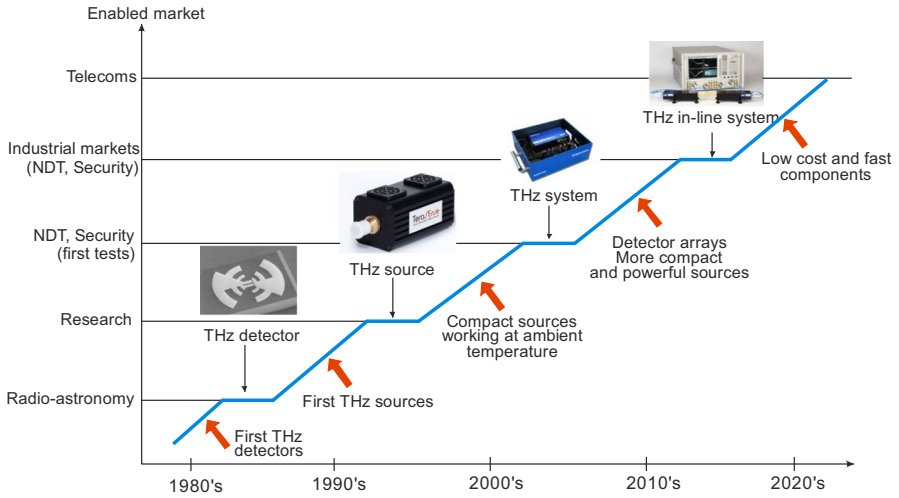 Enabled market
Telecoms
THz in-line system
Industrial markets
(NDT, Security)
Low cost and fast
components
THz system
NDT, Security
(first tests)
Tera/Sense
Detector arrays
More compact
and powerful sources
THz source
Research
THz detector
Compact sources
working at ambient
temperature
Radio-astronomy
First THz sources
First THz
detectors
1980's
1990's
2000's
2010's
2020's